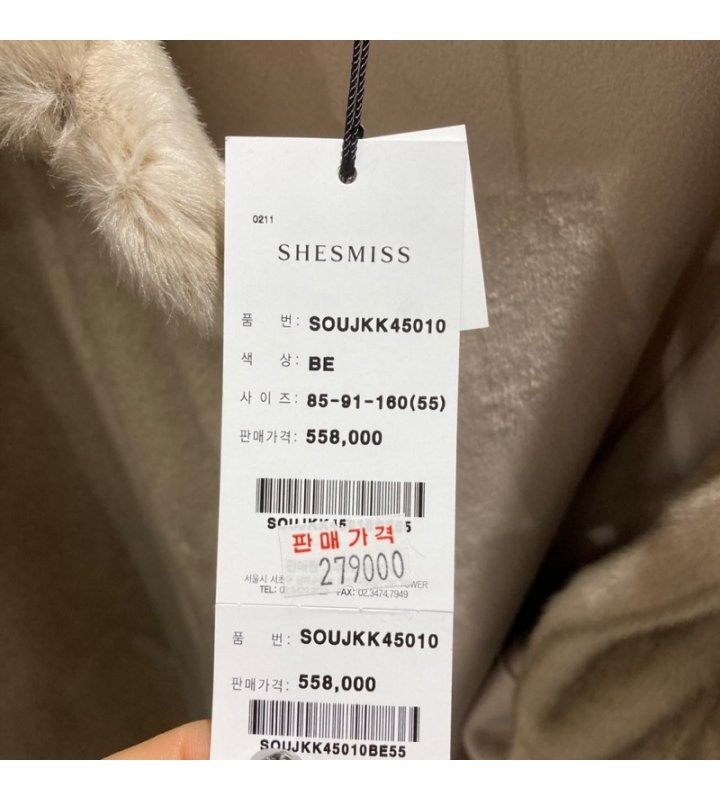 0211
SHESMISS
품 번: SOUJKK45010
색 상: BE
사 이 즈: 85-91-160(55)
판매가격: 558,000
판매가격
279000
서울시 서초
TOWER
TEL: 0
FAX: 02.3474.7949
품 번: SOUJKK45010
판매가격: 558,000
SOUJKK45010BE55